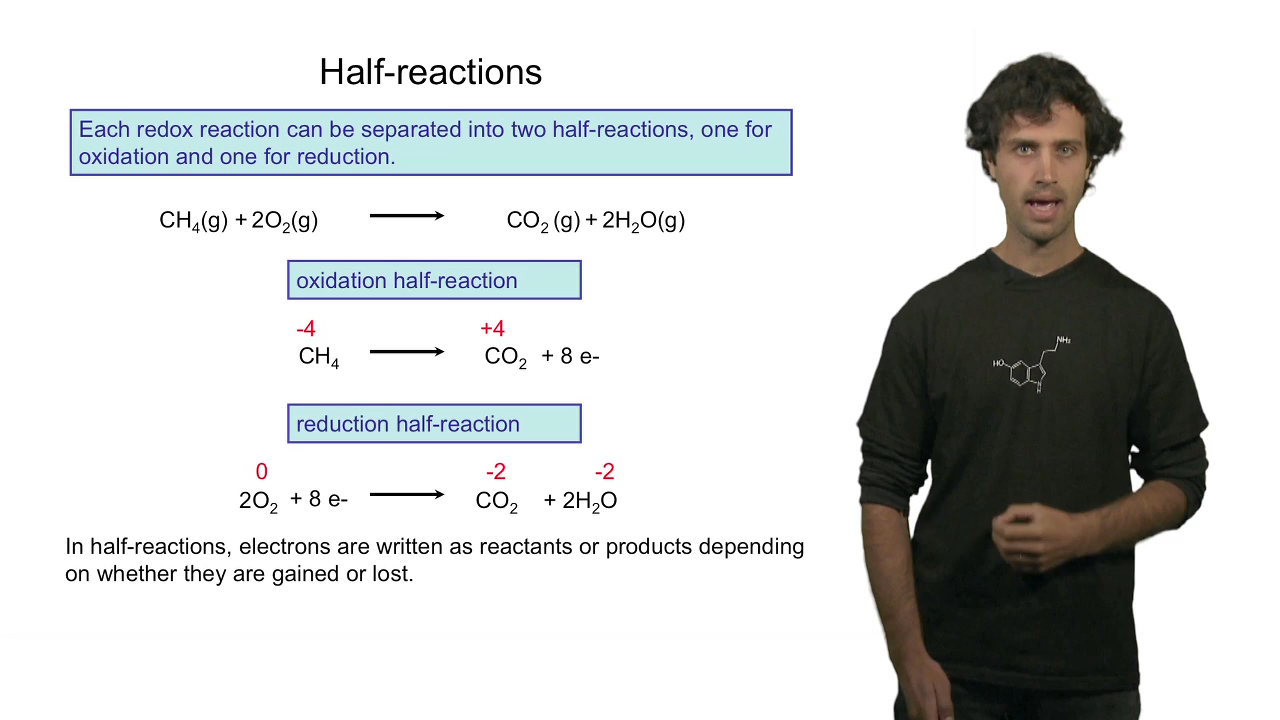 Half-reactions
Each redox reaction can be separated into two half-reactions, one for
oxidation and one for reduction.
CH₄(g) + 2O₂(g) ⟶ CO₂ (g) + 2H₂O(g)
oxidation half-reaction
-4 +4
CH₄ ⟶ CO₂ + 8 e-
reduction half-reaction
0 -2 -2
2O₂ + 8 e- ⟶ CO₂ + 2H₂O
In half-reactions, electrons are written as reactants or products depending
on whether they are gained or lost.
NH₂
HO
N
H